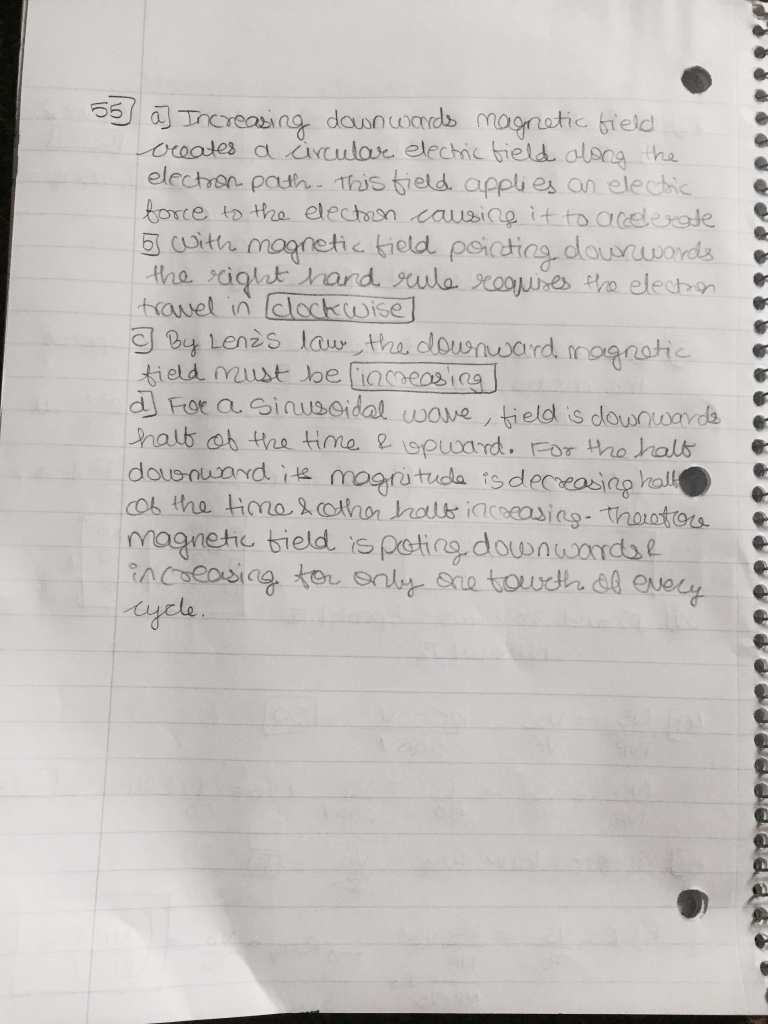 55] a] Increasing downwards magnetic field
creates a circular electric field along the
electron path. This field applies an electric
force to the electron causing it to accelerate
b] With magnetic field pointing downwards
the right hand rule requires the electron
travel in clockwise
c] By Lenz's law, the downward magnetic
field must be increasing
d] For a sinusoidal wave, field is downwards
half of the time & upward. For the half
downward its magnitude is decreasing half
of the time & other half increasing. Therefore
magnetic field is poting downwards &
increasing for only one fourth of every
cycle.